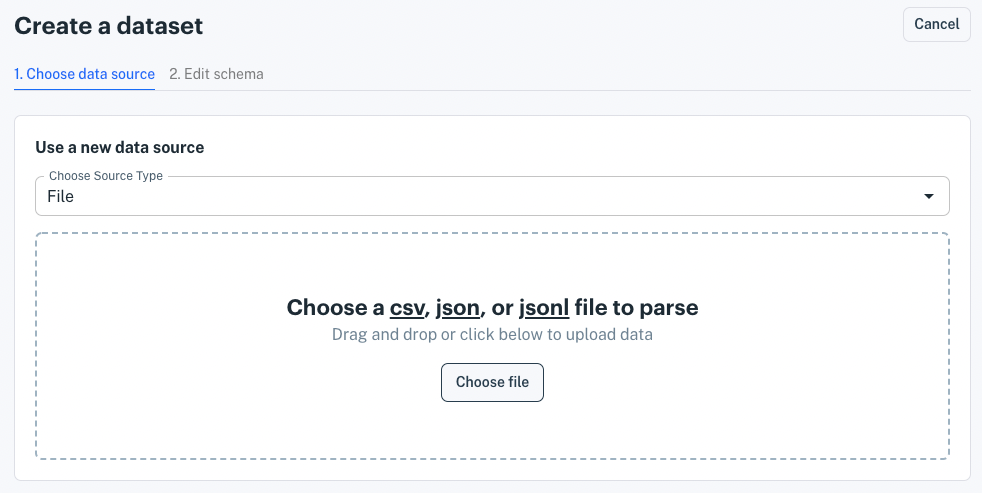 Create a dataset
Cancel
1. Choose data source
2. Edit schema
Use a new data source
Choose Source Type
File
Choose a csv, json, or jsonl file to parse
Drag and drop or click below to upload data
Choose file